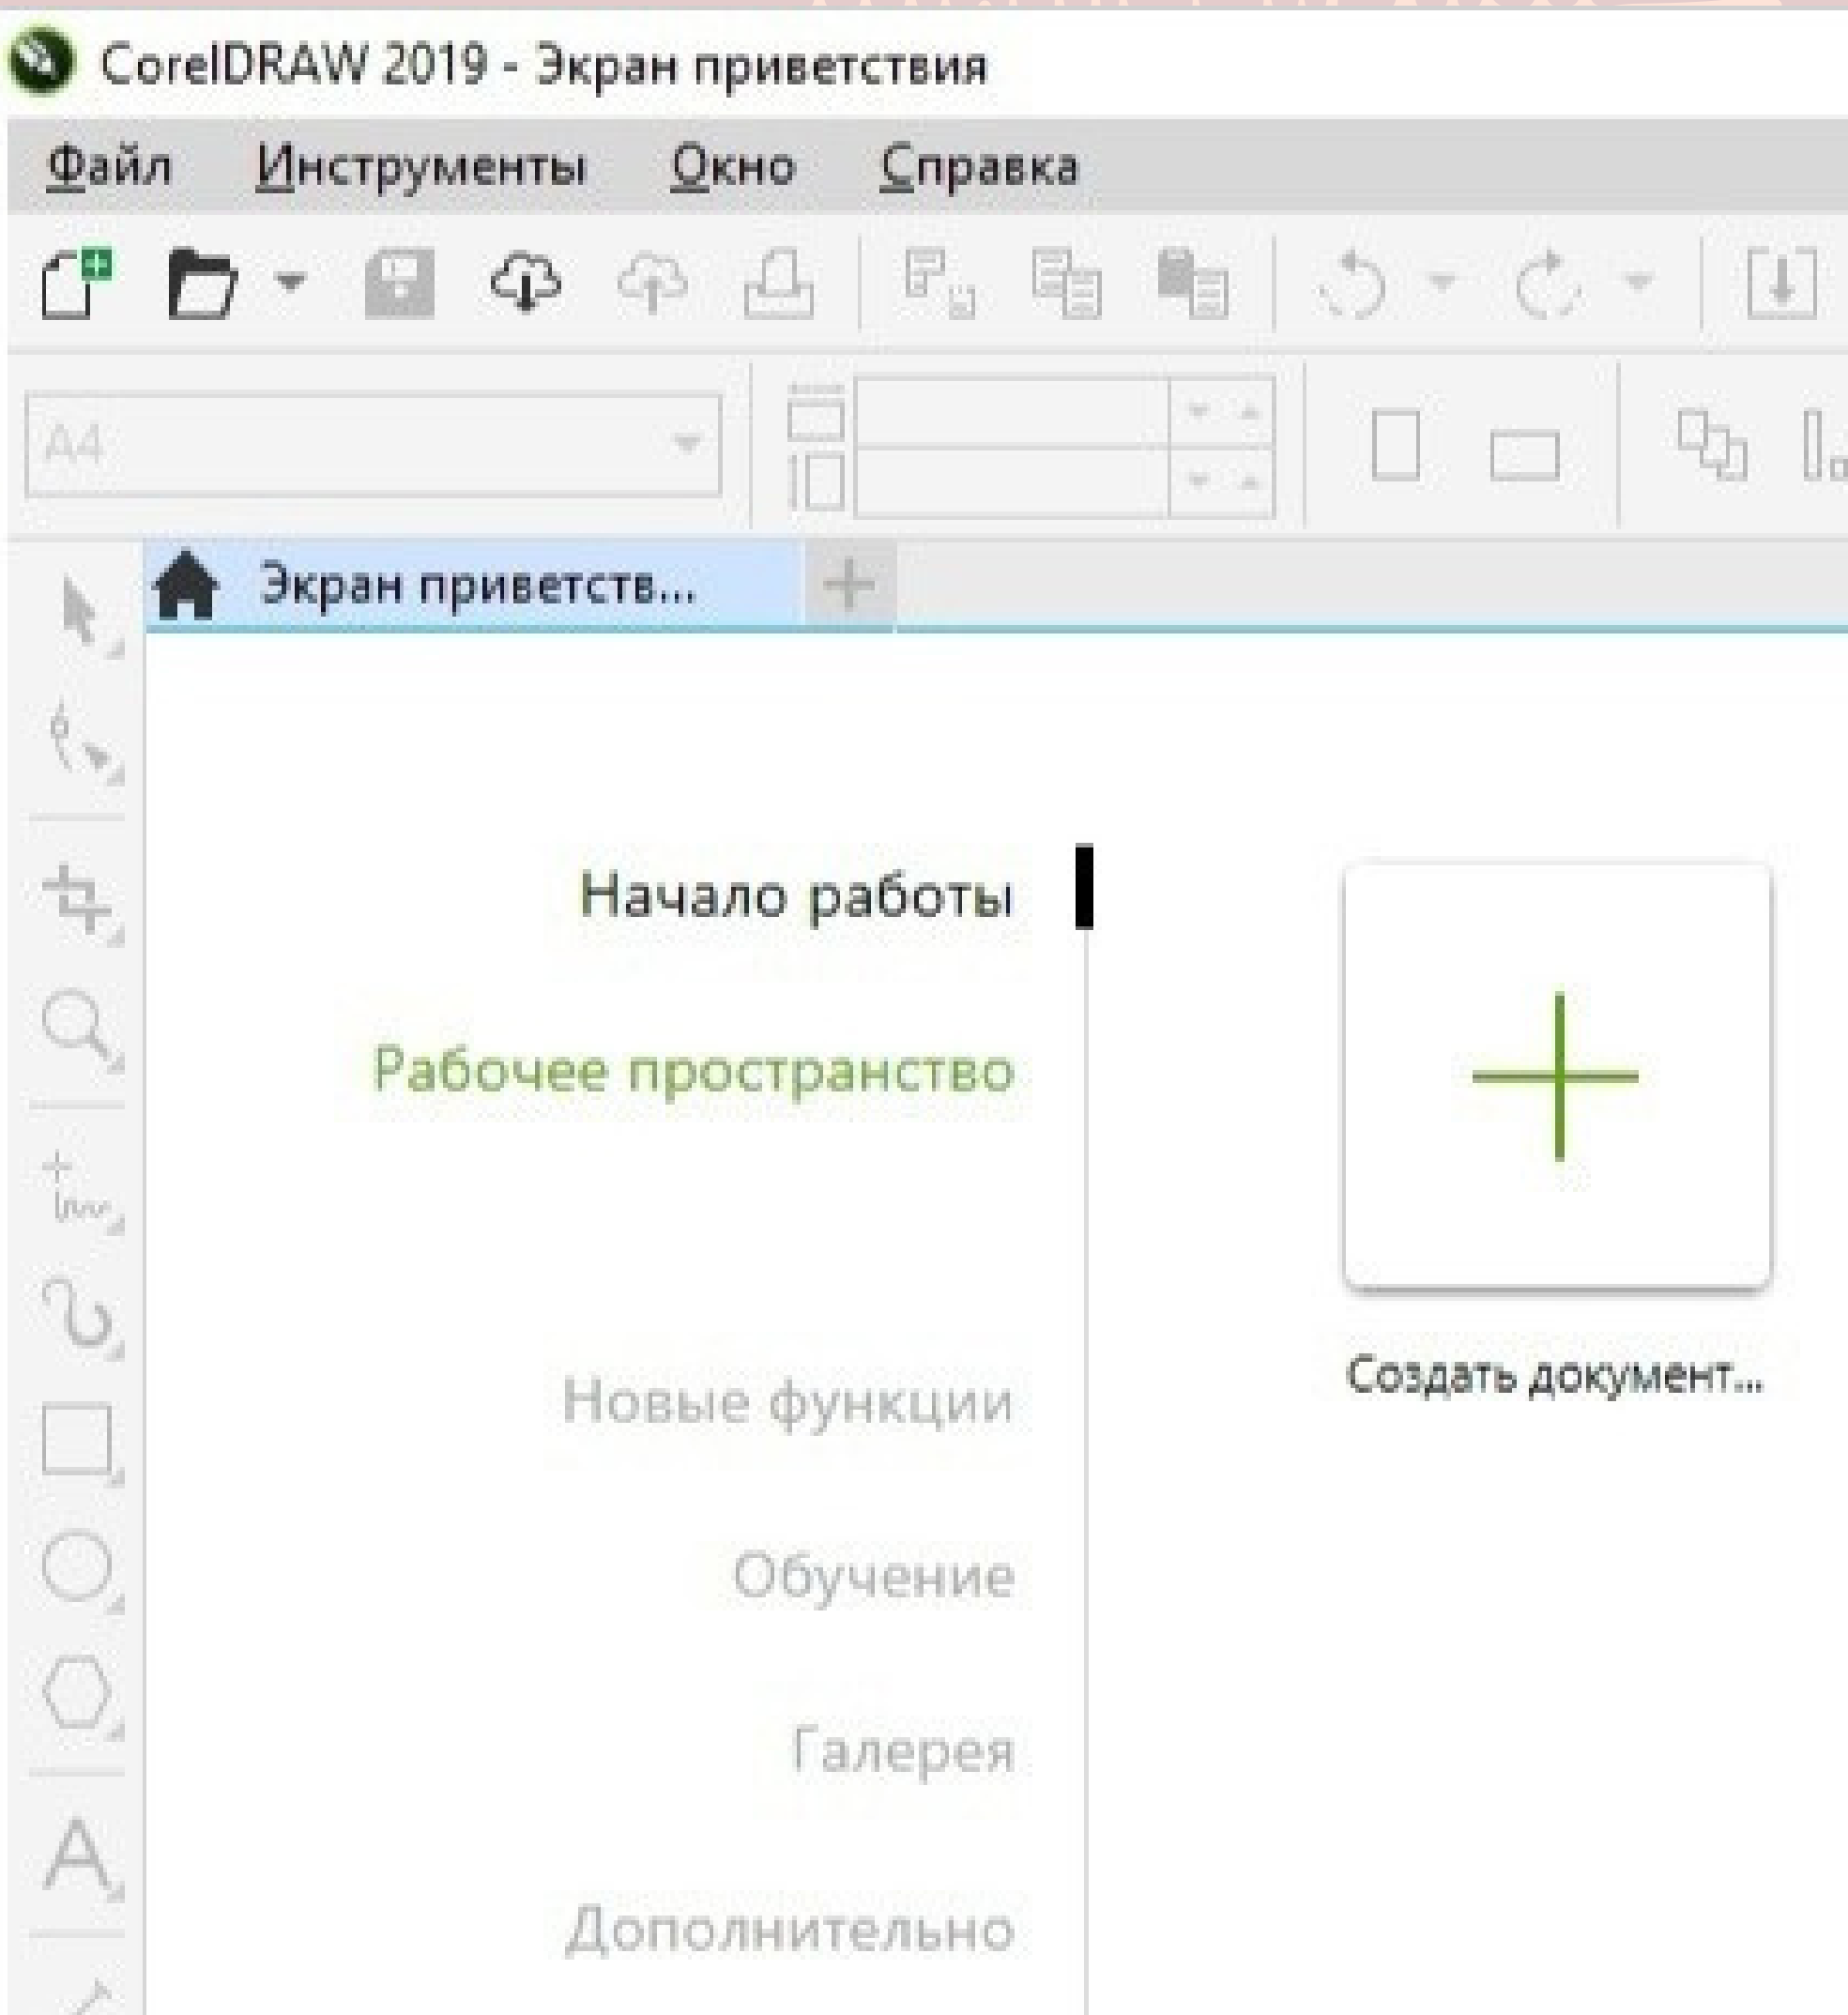 CorelDRAW 2019 - Экран приветствия
Файл Инструменты Окно Справка
A4
Экран приветств...
Начало работы
Рабочее пространство
Создать документ...
Новые функции
Обучение
Галерея
Дополнительно